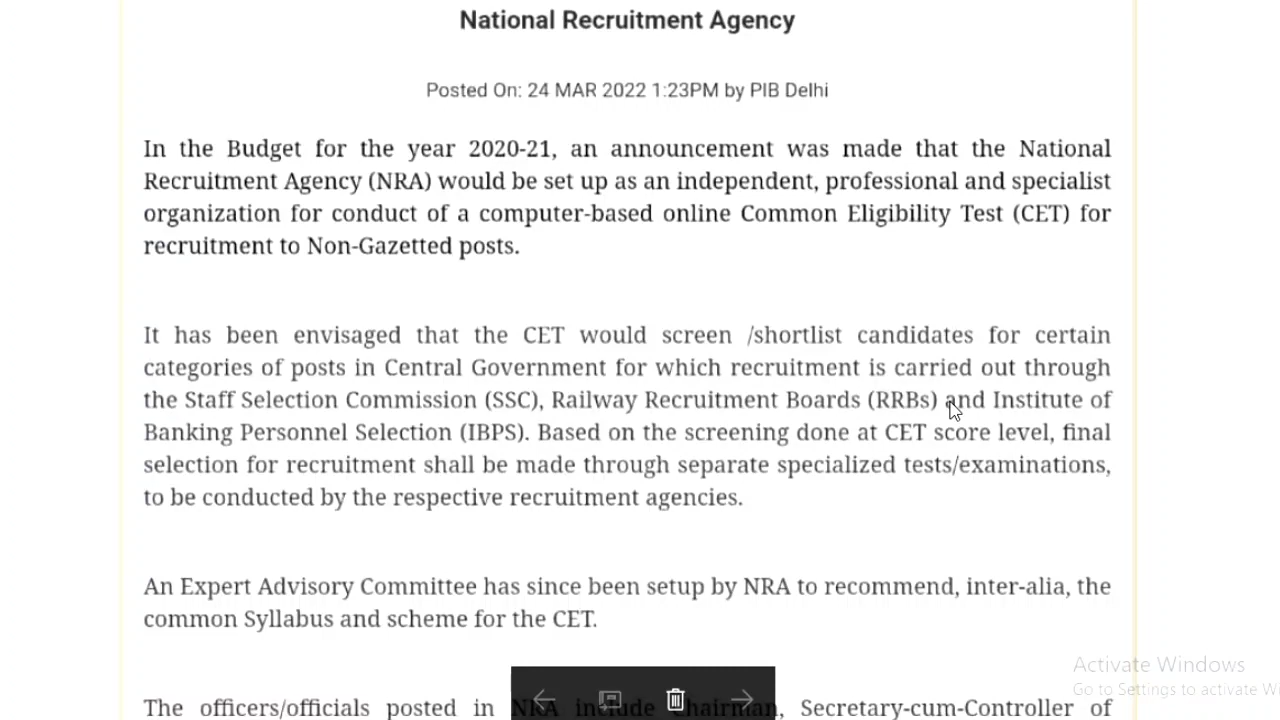 National Recruitment Agency
Posted On: 24 MAR 2022 1:23PM by PIB Delhi
In the Budget for the year 2020-21, an announcement was made that the National
Recruitment Agency (NRA) would be set up as an independent, professional and specialist
organization for conduct of a computer-based online Common Eligibility Test (CET) for
recruitment to Non-Gazetted posts.
It has been envisaged that the CET would screen /shortlist candidates for certain
categories of posts in Central Government for which recruitment is carried out through
the Staff Selection Commission (SSC), Railway Recruitment Boards (RRBs) and Institute of
Banking Personnel Selection (IBPS). Based on the screening done at CET score level, final
selection for recruitment shall be made through separate specialized tests/examinations,
to be conducted by the respective recruitment agencies.
An Expert Advisory Committee has since been setup by NRA to recommend, inter-alia, the
common Syllabus and scheme for the CET.
Activate Windows
Go to Settings to activate Wi
The officers/officials posted in NRA include Chairman, Secretary-cum-Controller of